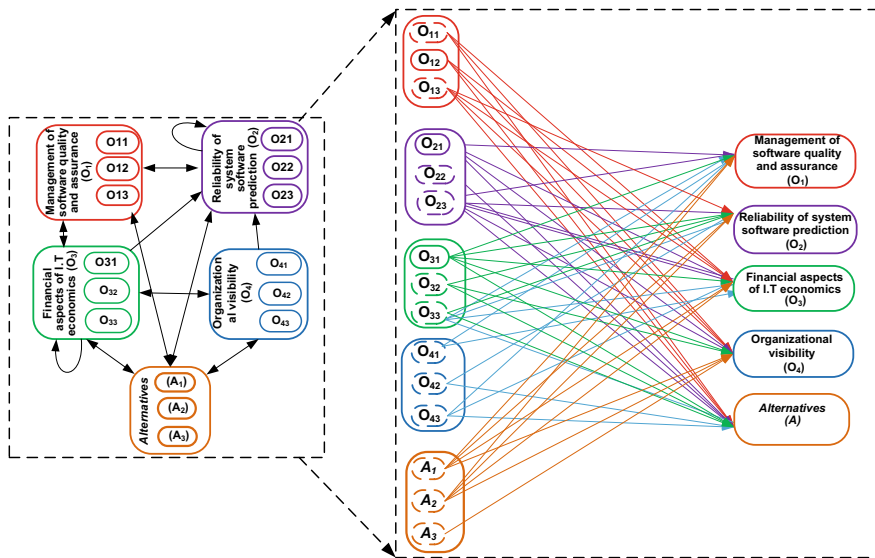 Management of
software quality
and assurance
(O₁)
O11
O12
O13
Reliability of
system
software
prediction (O₂)
O21
O22
O23
Financial
aspects of I.T
economics (O₃)
O31
O₃₂
O₃₃
Organization
al visibility
(O₄)
O₄₁
O₄₂
O₄₃
Alternatives
(A₁)
(A₂)
(A₃)
O₁₁
O₁₂
O₁₃
O₂₁
O₂₂
O₂₃
O₃₁
O₃₂
O₃₃
O₄₁
O₄₂
O₄₃
A₁
A₂
A₃
Management of
software quality
and assurance
(O₁)
Reliability of system
software prediction
(O₂)
Financial aspects
of I.T economics
(O₃)
Organizational
visibility
(O₄)
Alternatives
(A)